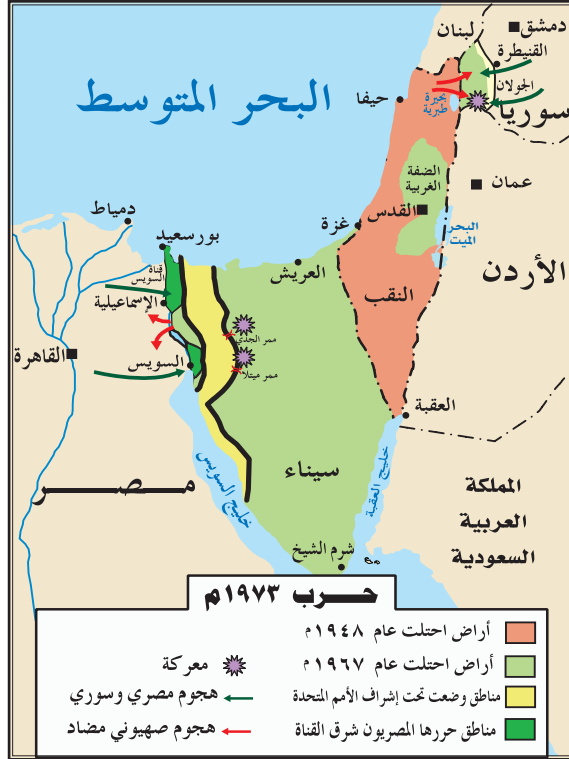 دمشق
لبنان
القنيطرة
الجولان
سوريا
بحيرة
طبرية
حيفا
البحر المتوسط
الضفة
الغربية
عمان
القدس
البحر
الميت
غزة
الأردن
دمياط
بورسعيد
قناة
السويس
العريش
النقب
الإسماعيلية
ممر الجدي
القاهرة
السويس
ممر ميتلا
العقبة
سيناء
خليج السويس
خليج العقبة
مصر
المملكة
العربية
السعودية
شرم الشيخ
حرب ١٩٧٣م
أراض احتلت عام ١٩٤٨م
أراض احتلت عام ١٩٦٧م
مناطق وضعت تحت إشراف الأمم المتحدة
مناطق حررها المصريون شرق القناة
معركة
هجوم مصري وسوري
هجوم صهيوني مضاد